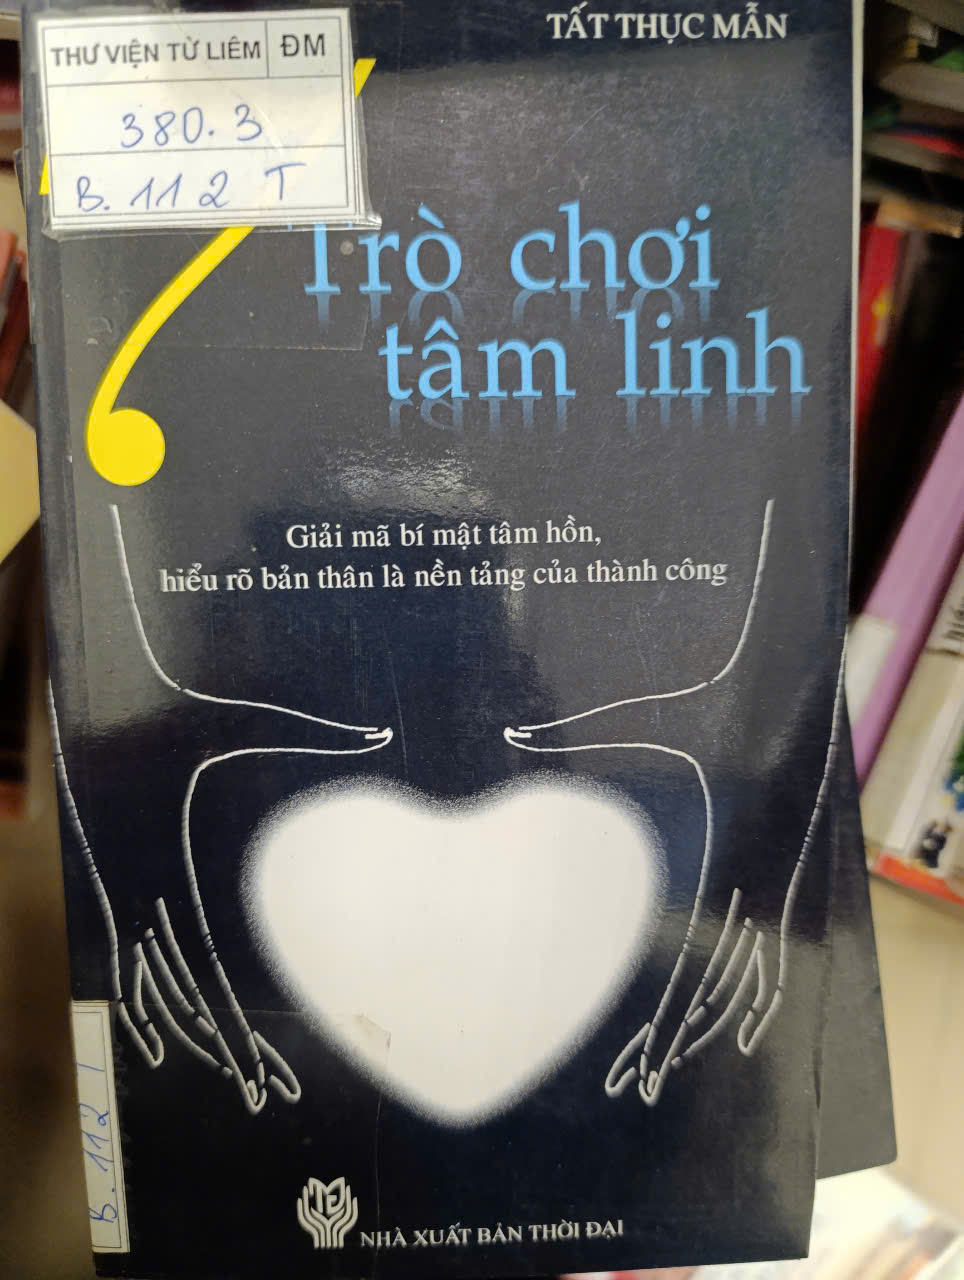 TẤT THỤC MẪN
THƯ VIỆN TỪ LIÊM ĐM
380.3
B.112 T
Trò chơi
tâm linh
Giải mã bí mật tâm hồn,
hiểu rõ bản thân là nền tảng của thành công
B.112
NHÀ XUẤT BẢN THỜI ĐẠI